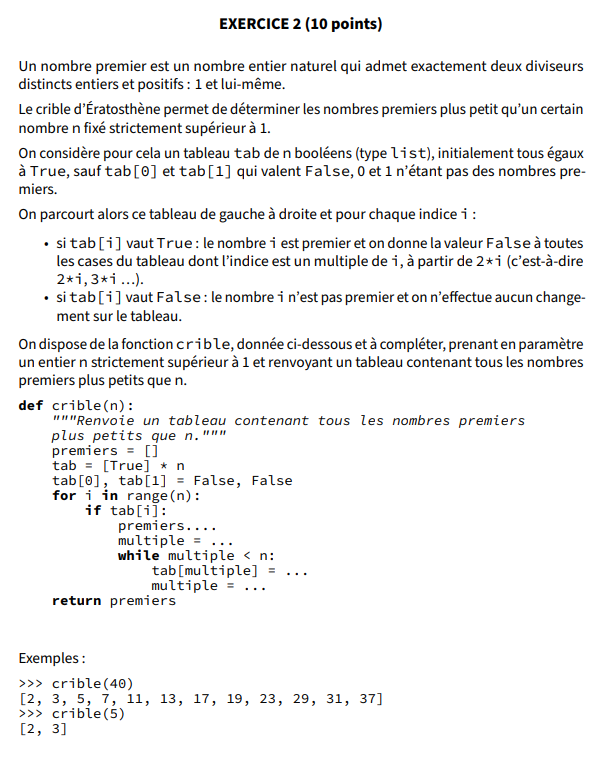 EXERCICE 2 (10 points)
Un nombre premier est un nombre entier naturel qui admet exactement deux diviseurs
distincts entiers et positifs : 1 et lui-même.
Le crible d'Ératosthène permet de déterminer les nombres premiers plus petit qu'un certain
nombre n fixé strictement supérieur à 1.
On considère pour cela un tableau tab de n booléens (type list), initialement tous égaux
à True, sauf tab[0] et tab[1] qui valent False, 0 et 1 n'étant pas des nombres pre-
miers.
On parcourt alors ce tableau de gauche à droite et pour chaque indice i :
• si tab[i] vaut True : le nombre i est premier et on donne la valeur False à toutes
les cases du tableau dont l'indice est un multiple de i, à partir de 2*i (c'est-à-dire
2*i, 3*i ...).
• si tab[i] vaut False : le nombre i n'est pas premier et on n'effectue aucun change-
ment sur le tableau.
On dispose de la fonction crible, donnée ci-dessous et à compléter, prenant en paramètre
un entier n strictement supérieur à 1 et renvoyant un tableau contenant tous les nombres
premiers plus petits que n.
def crible(n):
    """Renvoie un tableau contenant tous les nombres premiers
    plus petits que n."""
    premiers = []
    tab = [True] * n
    tab[0], tab[1] = False, False
    for i in range(n):
        if tab[i]:
            premiers....
            multiple = ...
            while multiple < n:
                tab[multiple] = ...
                multiple = ...
    return premiers
Exemples :
>>> crible(40)
[2, 3, 5, 7, 11, 13, 17, 19, 23, 29, 31, 37]
>>> crible(5)
[2, 3]